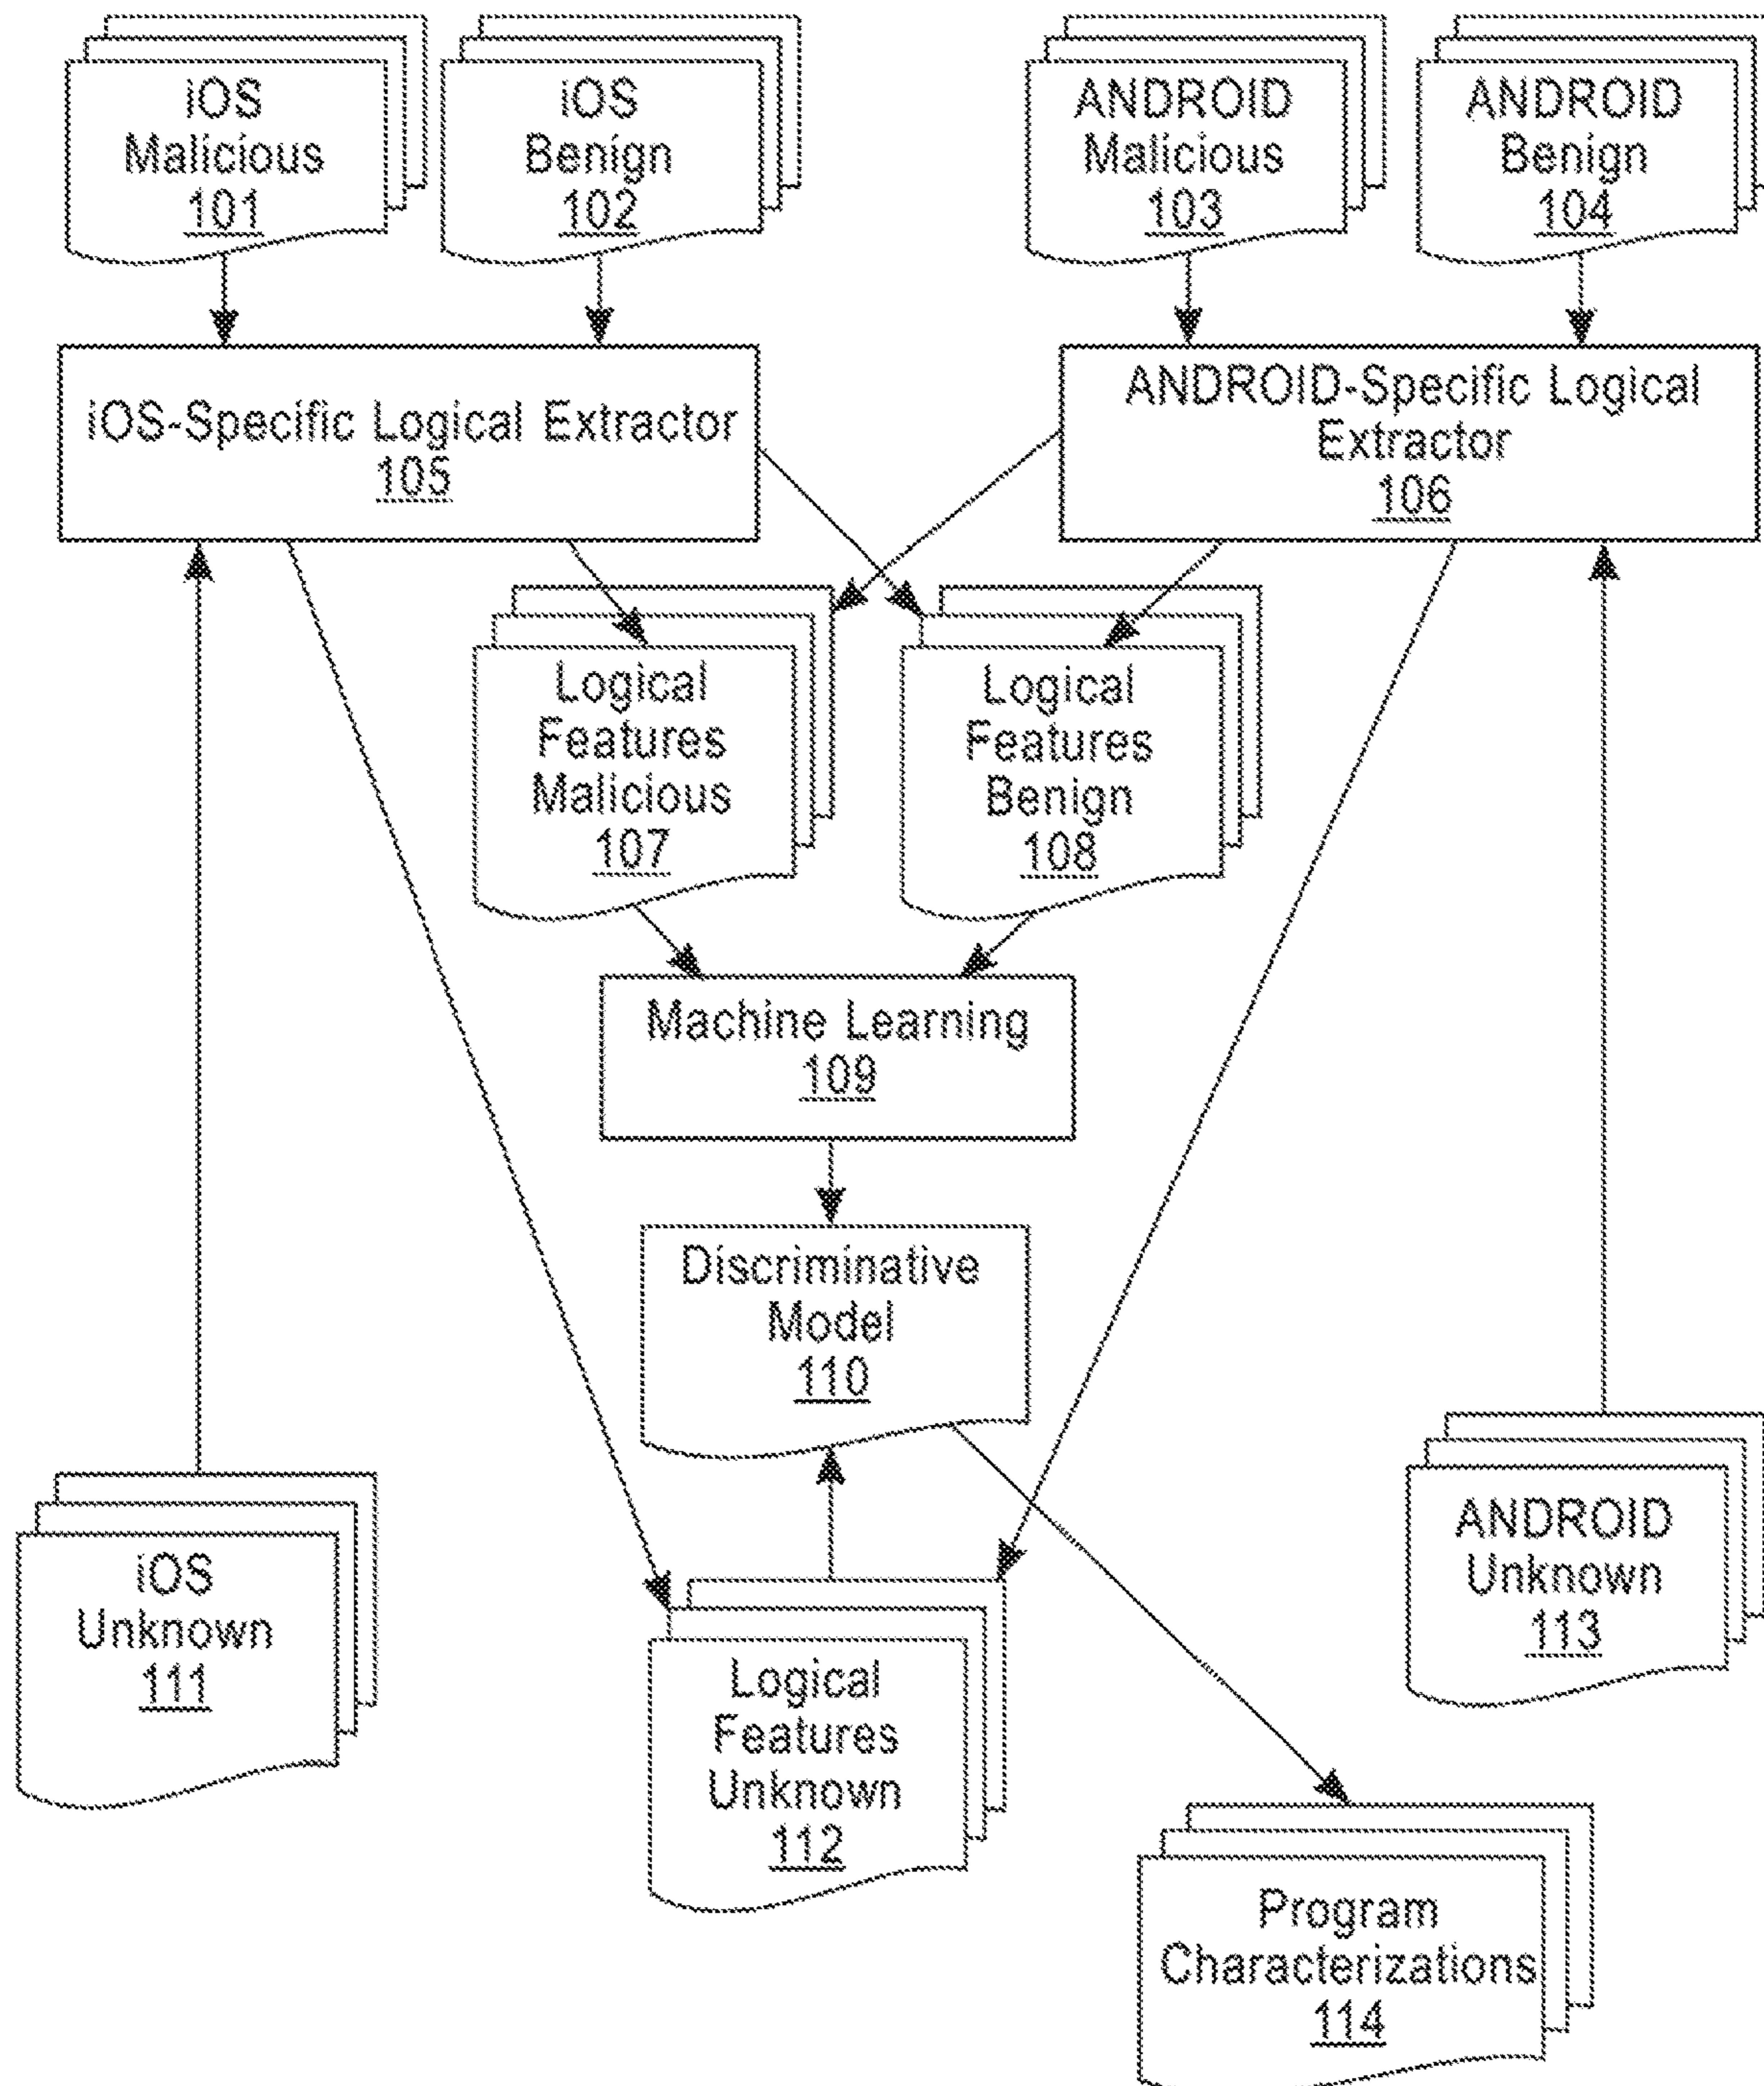 iOS
Malicious
101
iOS
Benign
102
ANDROID
Malicious
103
ANDROID
Benign
104
iOS-Specific Logical Extractor
105
ANDROID-Specific Logical
Extractor
106
Logical
Features
Malicious
107
Logical
Features
Benign
108
Machine Learning
109
Discriminative
Model
110
iOS
Unknown
111
Logical
Features
Unknown
112
ANDROID
Unknown
113
Program
Characterizations
114